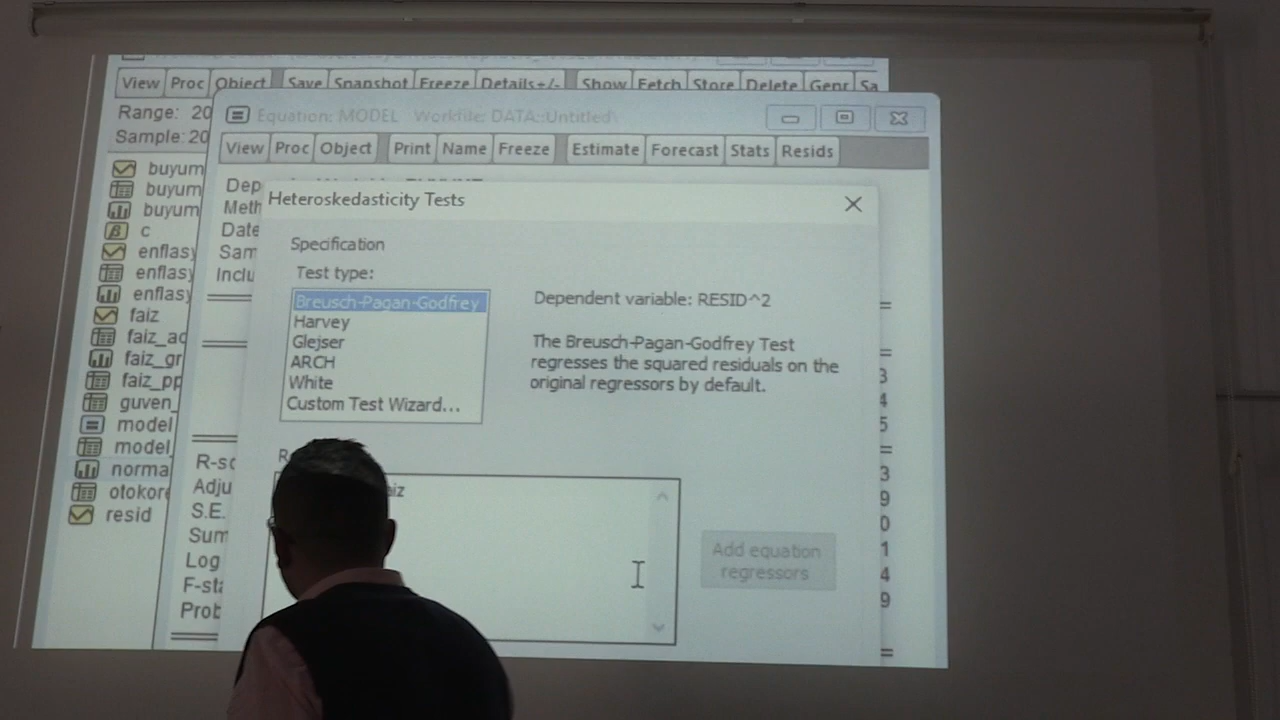 View Proc Object Save Snapshot Freeze Details+/- Show Fetch Store Delete Genr Sa
Range: 20
Sample: 20
buyum
buyum
buyum
c
enflasy
enflasy
enflasy
faiz
faiz_ac
faiz_gr
faiz_pp
guven_
model
model_
norma
otokore
resid
Equation: MODEL Workfile: DATA::Untitled\
View Proc Object Print Name Freeze Estimate Forecast Stats Resids
Dep
Meth
Date
Sam
Inclu
R-sc
Adju
S.E.
Sum
Log
F-sta
Prob
Heteroskedasticity Tests
Specification
Test type:
Breusch-Pagan-Godfrey
Harvey
Glejser
ARCH
White
Custom Test Wizard...
Dependent variable: RESID^2
The Breusch-Pagan-Godfrey Test
regresses the squared residuals on the
original regressors by default.
R
aiz
Add equation
regressors
3
4
5
3
9
0
1
4
9